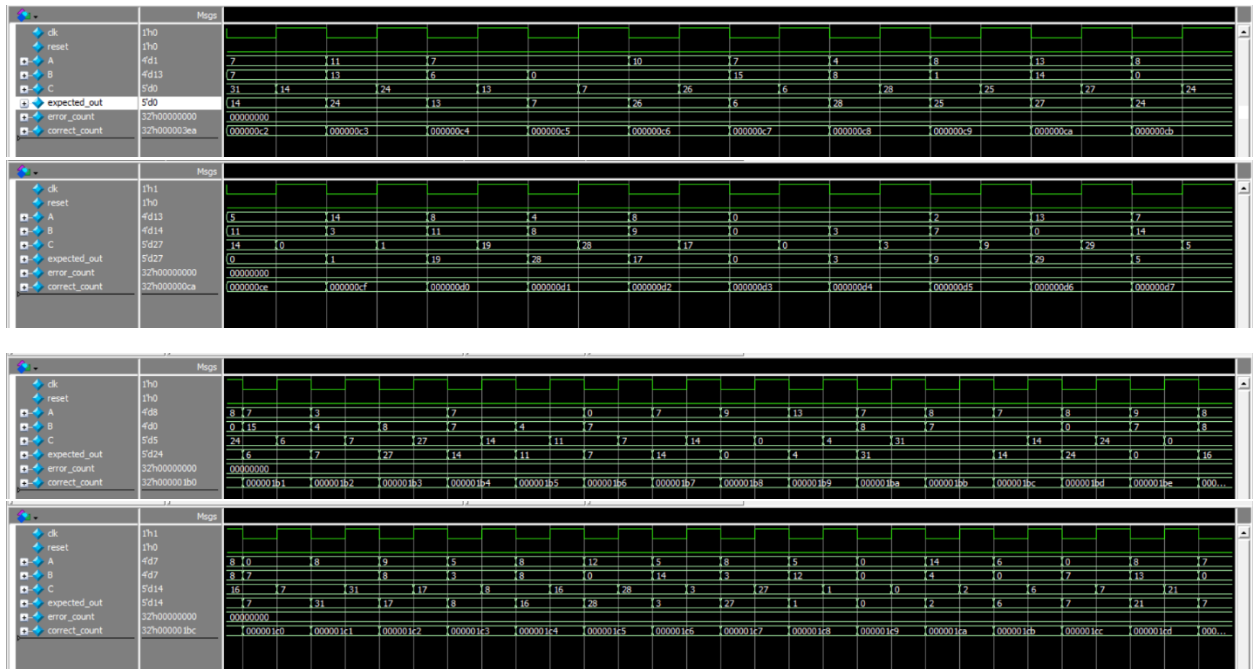 Msgs
clk 1'h0
reset 1'h0
A 4'd1 7 11 7 10 7 4 8 13 8
B 4'd13 7 13 6 0 15 8 1 14 0
C 5'd0 31 14 24 13 7 26 6 28 25 27 24
expected_out 5'd0 14 24 13 7 26 6 28 25 27 24
error_count 32'h00000000 00000000
correct_count 32'h000003ea 000000c2 000000c3 000000c4 000000c5 000000c6 000000c7 000000c8 000000c9 000000ca 000000cb
Msgs
clk 1'h1
reset 1'h0
A 4'd13 5 14 8 4 8 0 2 13 7
B 4'd14 11 3 11 8 9 0 3 7 0 14
C 5'd27 14 0 1 19 28 17 0 3 9 29 5
expected_out 5'd27 0 1 19 28 17 0 3 9 29 5
error_count 32'h00000000 00000000
correct_count 32'h000000ca 000000ce 000000cf 000000d0 000000d1 000000d2 000000d3 000000d4 000000d5 000000d6 000000d7
Msgs
clk 1'h0
reset 1'h0
A 4'd8 8 7 3 7 0 7 9 13 7 8 7 8 9 8
B 4'd0 0 15 4 8 7 4 7 8 7 0 7 8
C 5'd5 24 6 7 27 14 11 7 14 0 4 31 14 24 0
expected_out 5'd24 6 7 27 14 11 7 14 0 4 31 14 24 0 16
error_count 32'h00000000 00000000
correct_count 32'h000001b0 000001b1 000001b2 000001b3 000001b4 000001b5 000001b6 000001b7 000001b8 000001b9 000001ba 000001bb 000001bc 000001bd 000001be 000...
Msgs
clk 1'h1
reset 1'h0
A 4'd7 8 0 8 9 5 8 12 5 8 5 0 14 6 0 8 7
B 4'd7 8 7 8 3 8 0 14 3 12 0 4 0 7 13 0
C 5'd14 16 7 31 17 8 16 28 3 27 1 0 2 6 7 21
expected_out 5'd14 7 31 17 8 16 28 3 27 1 0 2 6 7 21 7
error_count 32'h00000000 00000000
correct_count 32'h000001bc 000001c0 000001c1 000001c2 000001c3 000001c4 000001c5 000001c6 000001c7 000001c8 000001c9 000001ca 000001cb 000001cc 000001cd 000...